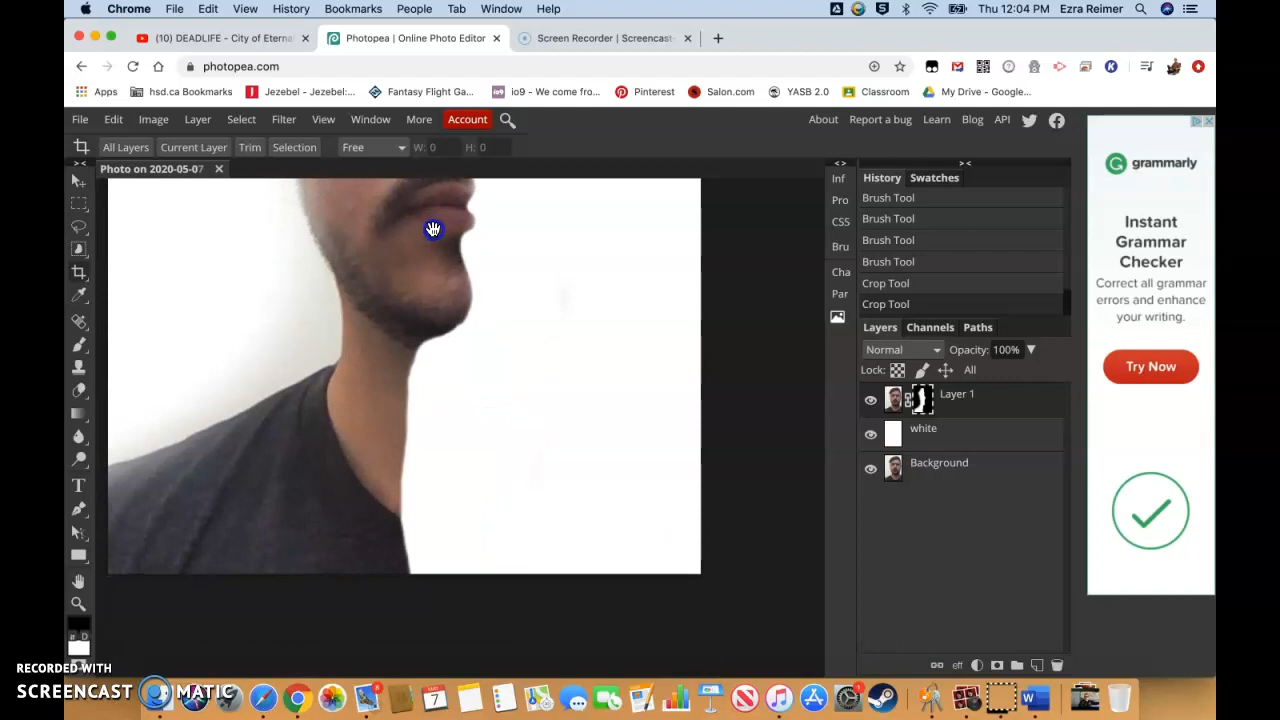 Chrome File Edit View History Bookmarks People Tab Window Help Thu 12:04 PM Ezra Reimer
(10) DEADLIFE - City of Eterna Photopea | Online Photo Editor Screen Recorder | Screencast-
photopea.com
Apps hsd.ca Bookmarks Jezebel - Jezebel:... Fantasy Flight Ga... io9 - We come fro... Pinterest Salon.com YASB 2.0 Classroom My Drive - Google...
File Edit Image Layer Select Filter View Window More Account About Report a bug Learn Blog API
All Layers Current Layer Trim Selection Free W: 0 H: 0
Photo on 2020-05-07
Inf
Pro
CSS
Bru
Cha
Par
History Swatches
Brush Tool
Brush Tool
Brush Tool
Brush Tool
Crop Tool
Crop Tool
Layers Channels Paths
Normal Opacity: 100%
Lock: All
Layer 1
white
Background
eff
grammarly
Instant
Grammar
Checker
Correct all grammar
errors and enhance
your writing.
Try Now
RECORDED WITH
SCREENCAST MATIC